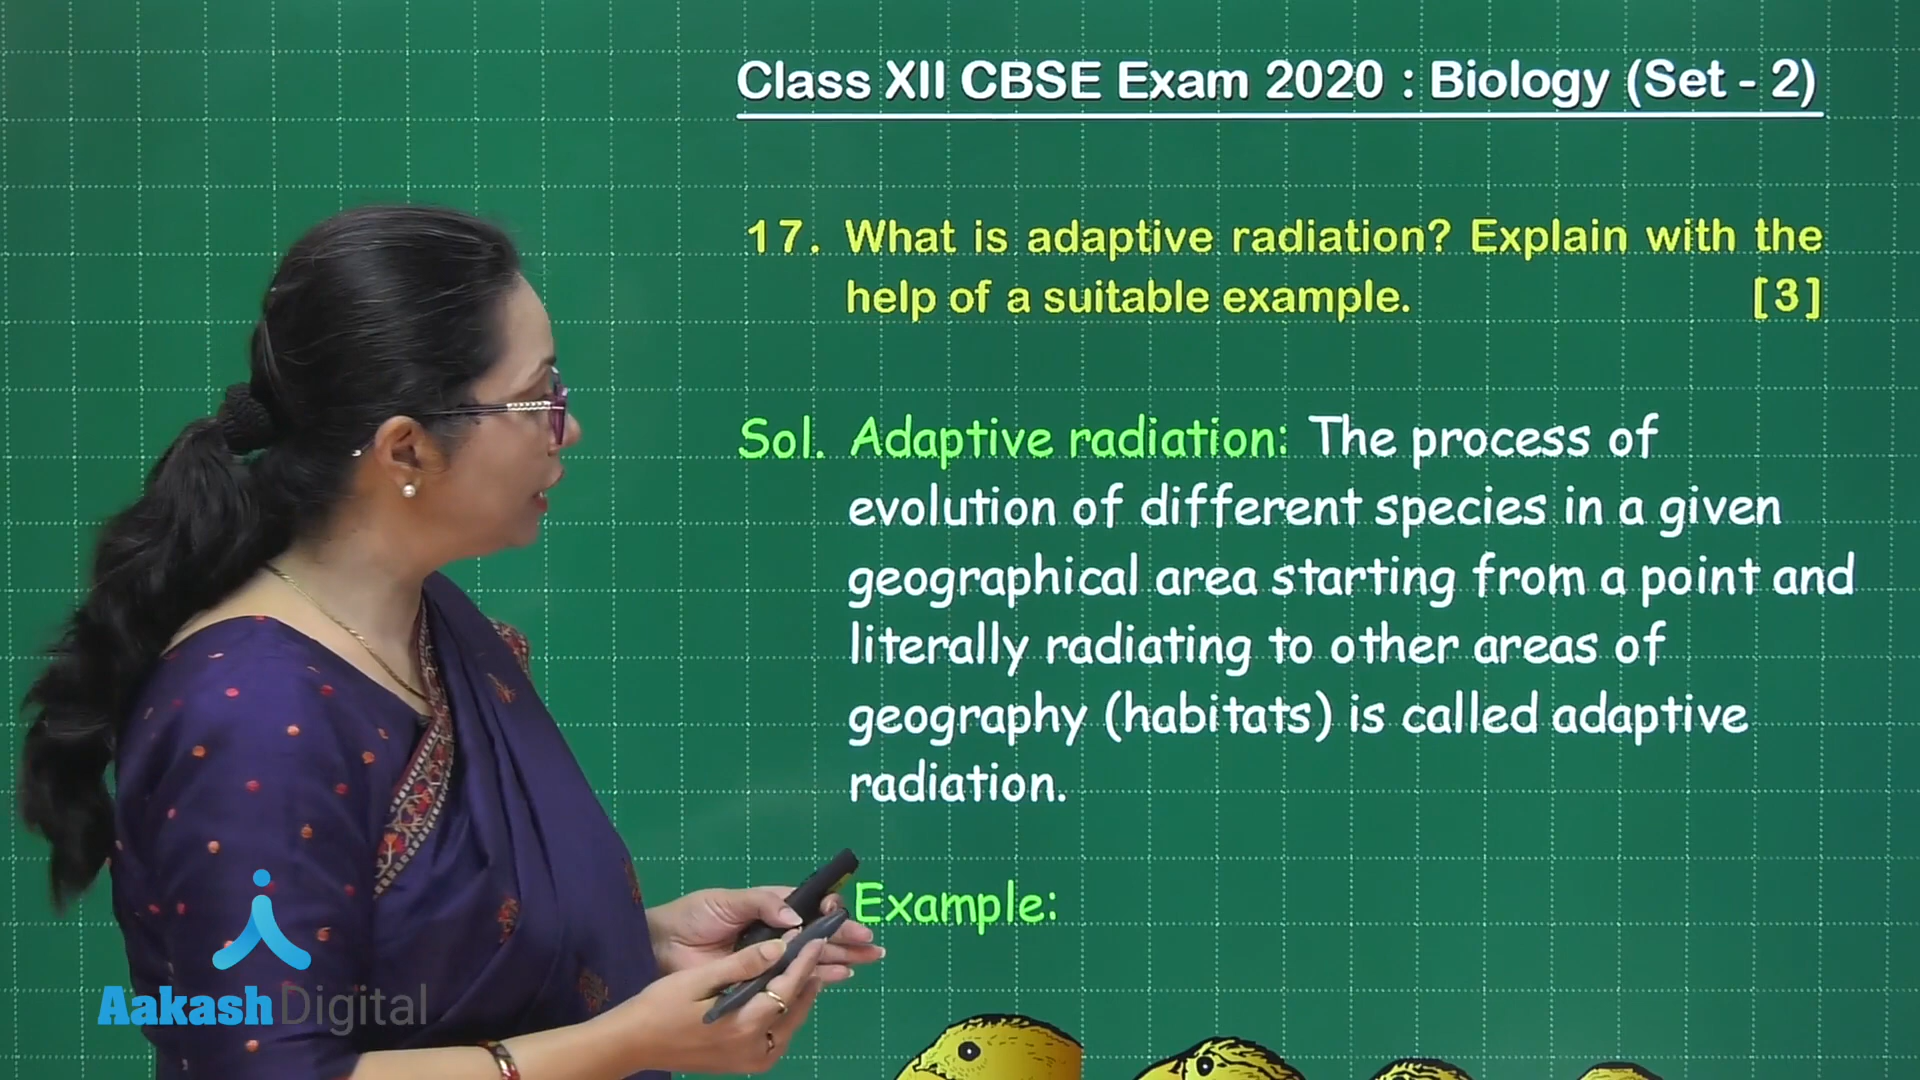 Class XII CBSE Exam 2020 : Biology (Set - 2)
17. What is adaptive radiation? Explain with the
help of a suitable example. [3]
Sol. Adaptive radiation: The process of
evolution of different species in a given
geographical area starting from a point and
literally radiating to other areas of
geography (habitats) is called adaptive
radiation.
Example:
Aakash Digital